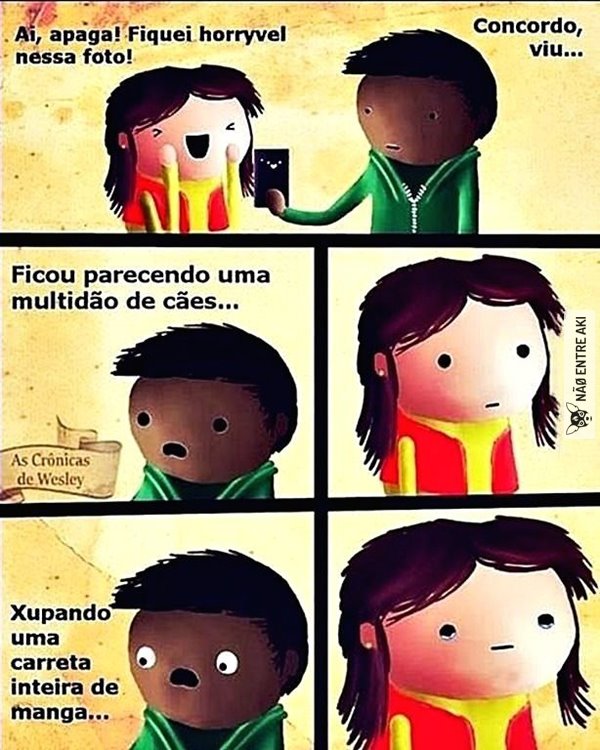 Ai, apaga! Fiquei horryvel
nessa foto!
Concordo,
viu...
Ficou parecendo uma
multidão de cães...
As Crônicas
de Wesley
NÃØ ENTRE AKI
Xupando
uma
carreta
inteira de
manga...